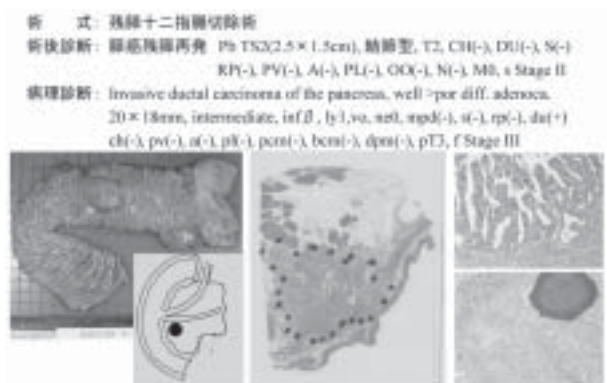 術　式：残膵十二指腸切除術
術後診断：膵癌残膵再発 Pb TS2(2.5×1.5cm), 結節型, T2, CH(-), DU(-), S(-)
RP(-), PV(-), A(-), PL(-), OO(-), N(-), M0, s Stage II
病理診断：Invasive ductal carcinoma of the pancreas, well >por diff. adenoca.
20×18mm, intermediate, infβ, ly1,vo, ne0, mpd(-), s(-), rp(-), du(+)
ch(-), pv(-), a(-), pl(-), pcm(-), bcm(-), dpm(-), pT3, f Stage III